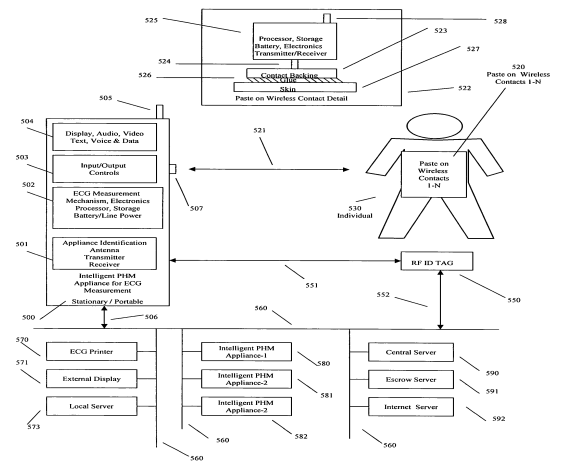 525
528
Processor, Storage
Battery, Electronics
Transmitter/Receiver
523
524
527
Contact Backing
526
Glue
Skin
Paste on Wireless Contact Detail
522
520
Paste on Wireless
Contacts 1-N
505
504
Display, Audio, Video
Text, Voice & Data
503
Input/Output
Controls
521
502
507
ECG Measurement
Mechanism, Electronics
Processor, Storage
Battery/Line Power
Paste on
Wireless
Contacts
1-N
530
Individual
501
Appliance Identification
Antenna
Transmitter
Receiver
RF ID TAG
Intelligent PHM
Appliance for ECG
Measurement
551
552
550
500
Stationary / Portable
506
560
570
ECG Printer
Intelligent PHM
Appliance-1
580
Central Server
590
571
External Display
Intelligent PHM
Appliance-2
581
Escrow Server
591
573
Local Server
Intelligent PHM
Appliance-2
582
Internet Server
592
560
560
560